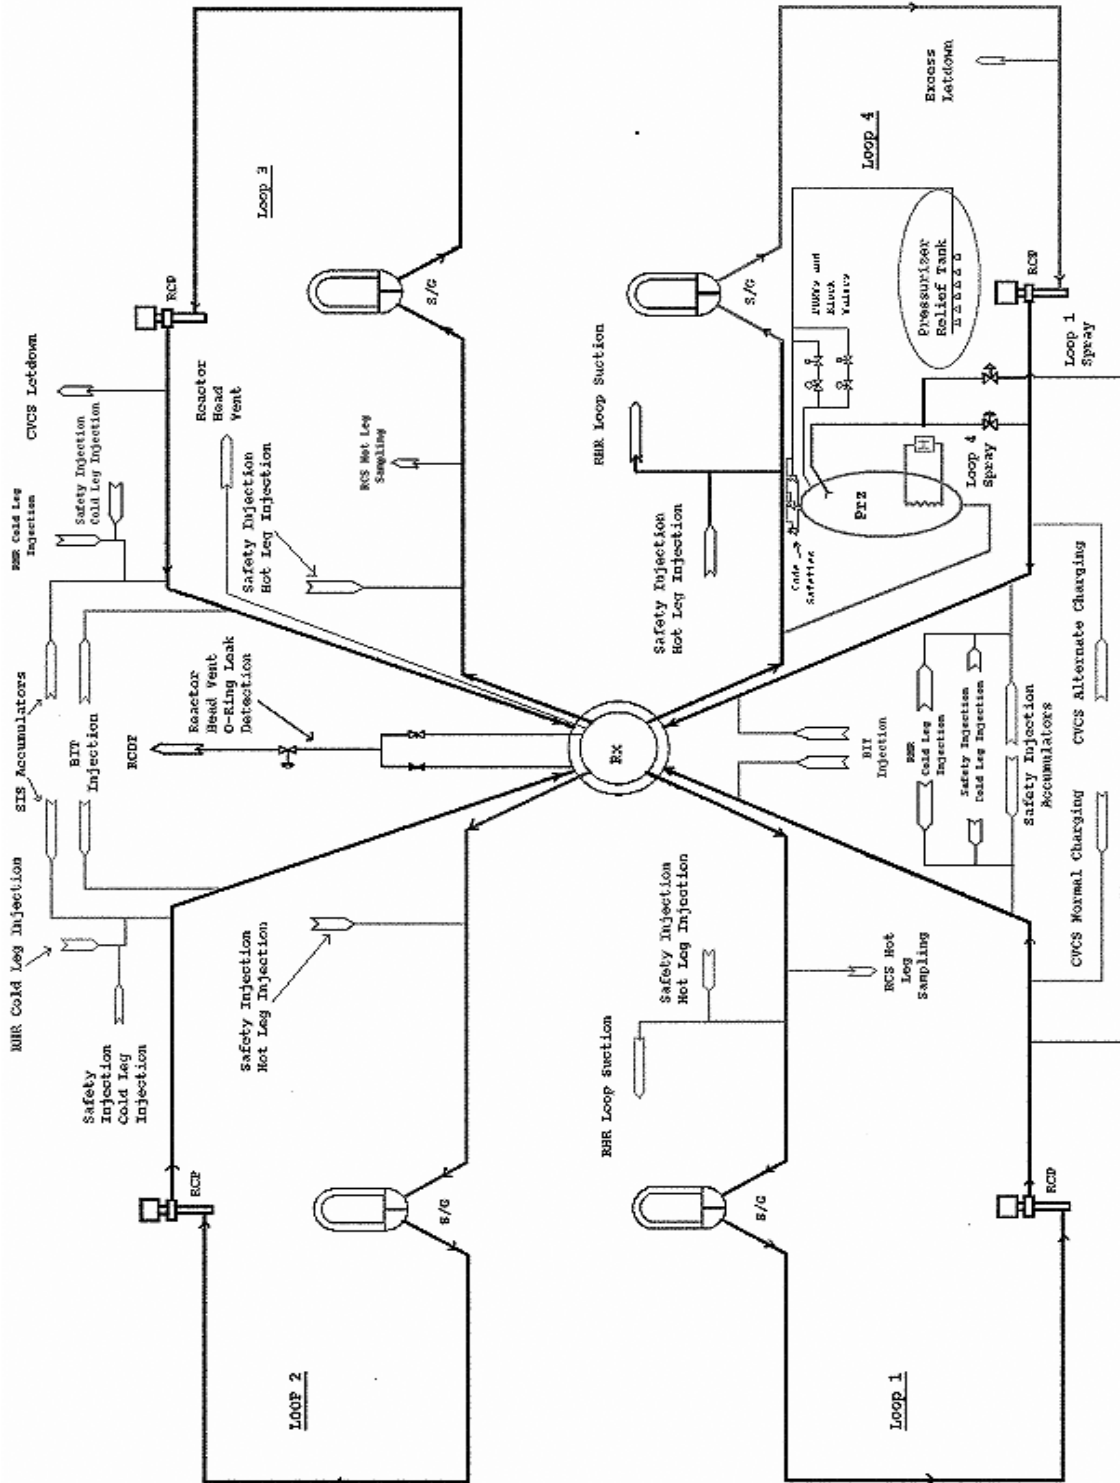 Loop 3
Loop 4
Excess
Letdown
RCP
S/G
CVCS Letdown
Safety Injection
Cold Leg Injection
RHR Cold Leg
Injection
Reactor
Head
Vent
RCS Hot Leg
Sampling
Safety Injection
Hot Leg Injection
SIS Accumulators
BIT
Injection
RCDT
Reactor
Head Vent
O-Ring Leak
Detection
S/G
RHR Loop Suction
Safety Injection
Hot Leg Injection
PORVs and
Block
Valves
Code
Safeties
Prz
Pressurizer
Relief Tank
RCP
Loop 1
Spray
Loop 4
Spray
Rx
BIT
Injection
RHR
Cold Leg
Injection
Safety Injection
Cold Leg Injection
Safety Injection
Accumulators
CVCS Alternate Charging
CVCS Normal Charging
RHR Cold Leg Injection
Safety
Injection
Cold Leg
Injection
Safety Injection
Hot Leg Injection
RCP
S/G
LOOP 2
Safety Injection
Hot Leg Injection
RHR Loop Suction
RCS Hot
Leg
Sampling
S/G
RCP
Loop 1